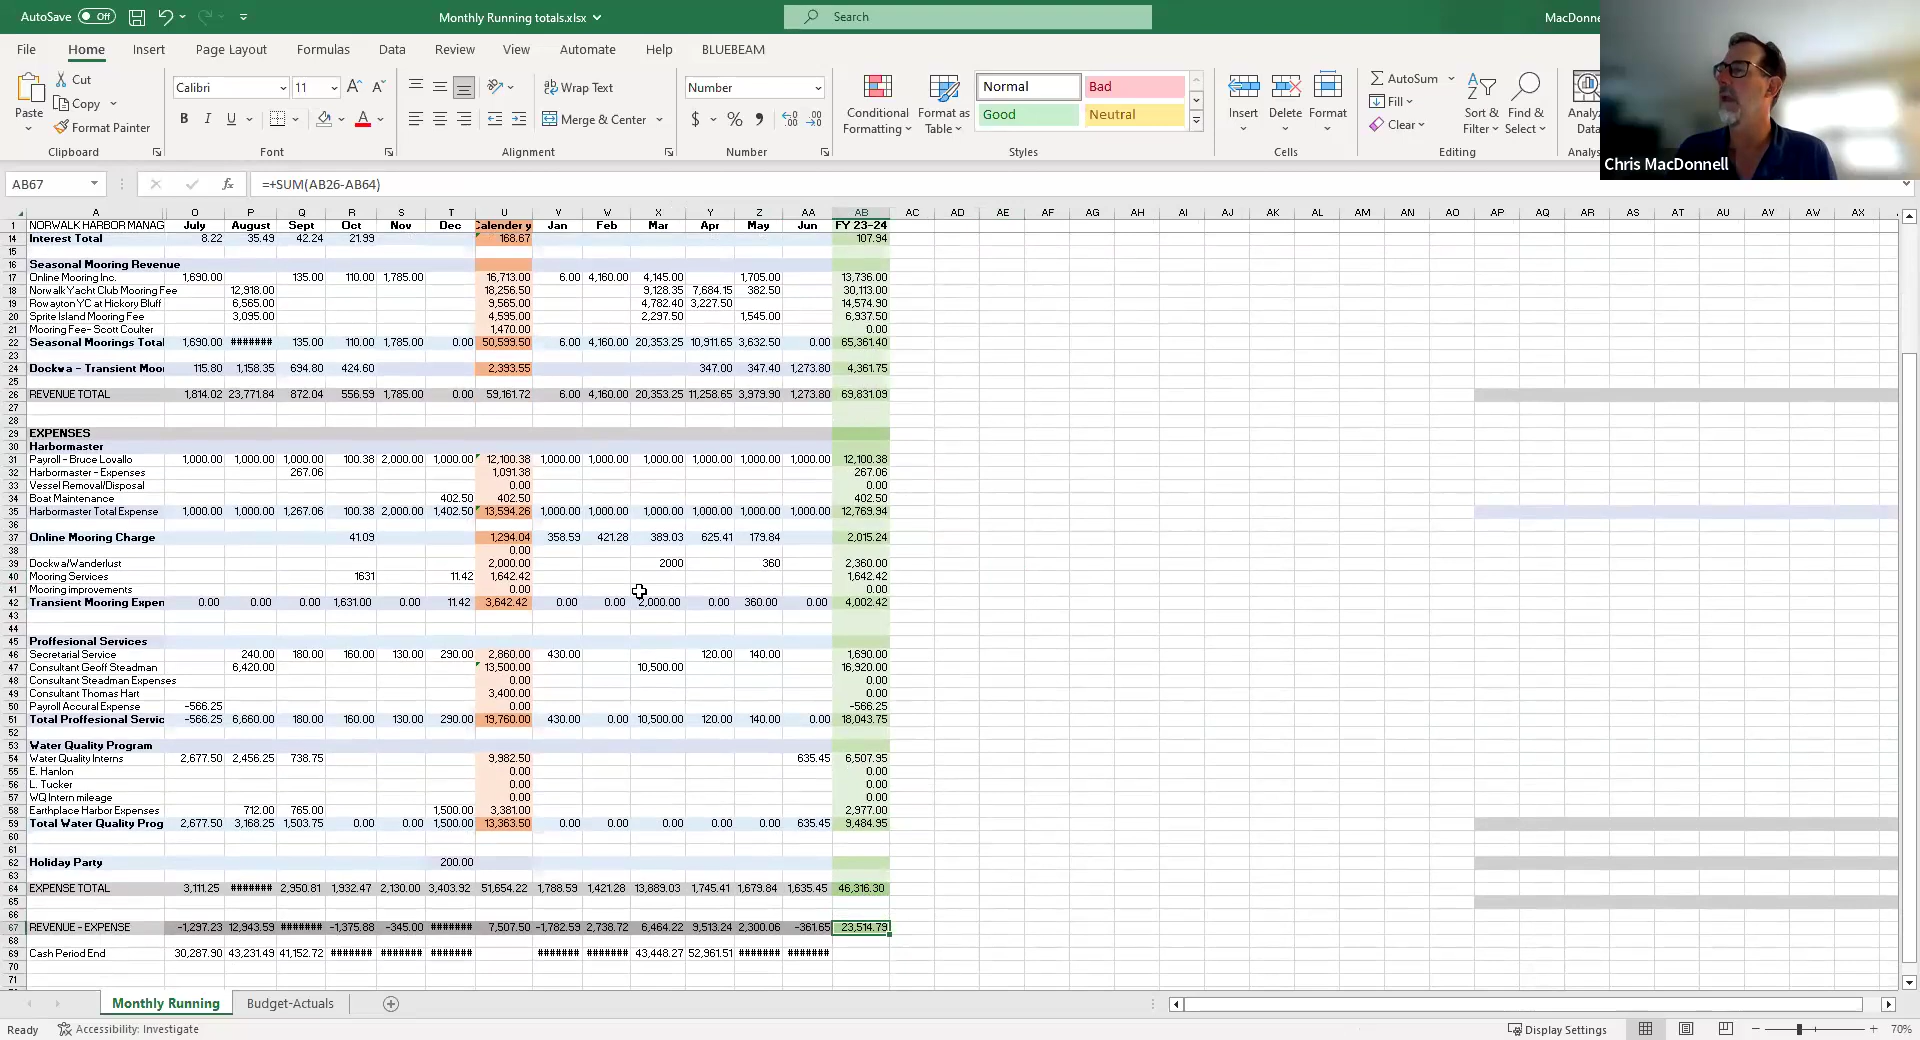 AutoSave Off Monthly Running totals.xlsx Search MacDonne
File Home Insert Page Layout Formulas Data Review View Automate Help BLUEBEAM
Paste Cut Copy Format Painter Clipboard
Calibri 11 B I U A Font
Wrap Text Merge & Center Alignment
Number $ % Number
Conditional Formatting Format as Table Normal Bad Good Neutral Styles
Insert Delete Format Cells
AutoSum Fill Clear Sort & Filter Find & Select Editing
Analyz Data Analys
Chris MacDonnell
AB67 fx =+SUM(AB26-AB64)
A O P Q R S T U V W X Y Z AA AB AC AD AE AF AG AH AI AJ AK AL AM AN AO AP AQ AR AS AT AU AV AW AX
1 NORWALK HARBOR MANAG July August Sept Oct Nov Dec Calender y Jan Feb Mar Apr May Jun FY 23-24
14 Interest Total 8.22 35.49 42.24 21.99 168.67 107.94
15
16 Seasonal Mooring Revenue
17 Online Mooring Inc. 1,690.00 135.00 110.00 1,785.00 16,713.00 6.00 4,160.00 4,145.00 1,705.00 13,736.00
18 Norwalk Yacht Club Mooring Fee 12,918.00 18,256.50 9,128.35 7,684.15 382.50 30,113.00
19 Rowayton YC at Hickory Bluff 6,565.00 9,565.00 4,782.40 3,227.50 14,574.90
20 Sprite Island Mooring Fee 3,095.00 4,595.00 2,297.50 1,545.00 6,937.50
21 Mooring Fee- Scott Coulter 1,470.00 0.00
22 Seasonal Moorings Total 1,690.00 ####### 135.00 110.00 1,785.00 0.00 50,599.50 6.00 4,160.00 20,353.25 10,911.65 3,632.50 0.00 65,361.40
23
24 Dockwa - Transient Moor 115.80 1,158.35 694.80 424.60 2,393.55 347.00 347.40 1,273.80 4,361.75
25
26 REVENUE TOTAL 1,814.02 23,771.84 872.04 556.59 1,785.00 0.00 59,161.72 6.00 4,160.00 20,353.25 11,258.65 3,979.90 1,273.80 69,831.09
27
28
29 EXPENSES
30 Harbormaster
31 Payroll - Bruce Lovallo 1,000.00 1,000.00 1,000.00 100.38 2,000.00 1,000.00 12,100.38 1,000.00 1,000.00 1,000.00 1,000.00 1,000.00 1,000.00 12,100.38
32 Harbormaster - Expenses 267.06 1,091.38 267.06
33 Vessel Removal/Disposal 0.00 0.00
34 Boat Maintenance 402.50 402.50 402.50
35 Harbormaster Total Expense 1,000.00 1,000.00 1,267.06 100.38 2,000.00 1,402.50 13,594.26 1,000.00 1,000.00 1,000.00 1,000.00 1,000.00 1,000.00 12,769.94
36
37 Online Mooring Charge 41.09 1,294.04 358.59 421.28 389.03 625.41 179.84 2,015.24
38 0.00
39 Dockwa/Wanderlust 2,000.00 2000 360 2,360.00
40 Mooring Services 1631 11.42 1,642.42 1,642.42
41 Mooring improvements 0.00 0.00
42 Transient Mooring Expen 0.00 0.00 0.00 1,631.00 0.00 11.42 3,642.42 0.00 0.00 2,000.00 0.00 360.00 0.00 4,002.42
43
44
45 Proffesional Services
46 Secretarial Service 240.00 180.00 160.00 130.00 290.00 2,860.00 430.00 120.00 140.00 1,690.00
47 Consultant Geoff Steadman 6,420.00 13,500.00 10,500.00 16,920.00
48 Consultant Steadman Expenses 0.00 0.00
49 Consultant Thomas Hart 3,400.00 0.00
50 Payroll Accural Expense -566.25 0.00 -566.25
51 Total Proffesional Servic -566.25 6,660.00 180.00 160.00 130.00 290.00 19,760.00 430.00 0.00 10,500.00 120.00 140.00 0.00 18,043.75
52
53 Water Quality Program
54 Water Quality Interns 2,677.50 2,456.25 738.75 9,982.50 635.45 6,507.95
55 E. Hanlon 0.00 0.00
56 L. Tucker 0.00 0.00
57 WQ Intern mileage 0.00 0.00
58 Earthplace Harbor Expenses 712.00 765.00 1,500.00 3,381.00 2,977.00
59 Total Water Quality Prog 2,677.50 3,168.25 1,503.75 0.00 0.00 1,500.00 13,363.50 0.00 0.00 0.00 0.00 0.00 635.45 9,484.95
60
61
62 Holiday Party 200.00
63
64 EXPENSE TOTAL 3,111.25 ####### 2,950.81 1,932.47 2,130.00 3,403.92 51,654.22 1,788.59 1,421.28 13,889.03 1,745.41 1,679.84 1,635.45 46,316.30
65
66
67 REVENUE - EXPENSE -1,297.23 12,943.59 ####### -1,375.88 -345.00 ####### 7,507.50 -1,782.59 2,738.72 6,464.22 9,513.24 2,300.06 -361.65 23,514.79
68
69 Cash Period End 30,287.90 43,231.49 41,152.72 ####### ####### ####### ####### ####### 43,448.27 52,961.51 ####### #######
70
71
Monthly Running Budget-Actuals
Ready Accessibility: Investigate Display Settings 70%